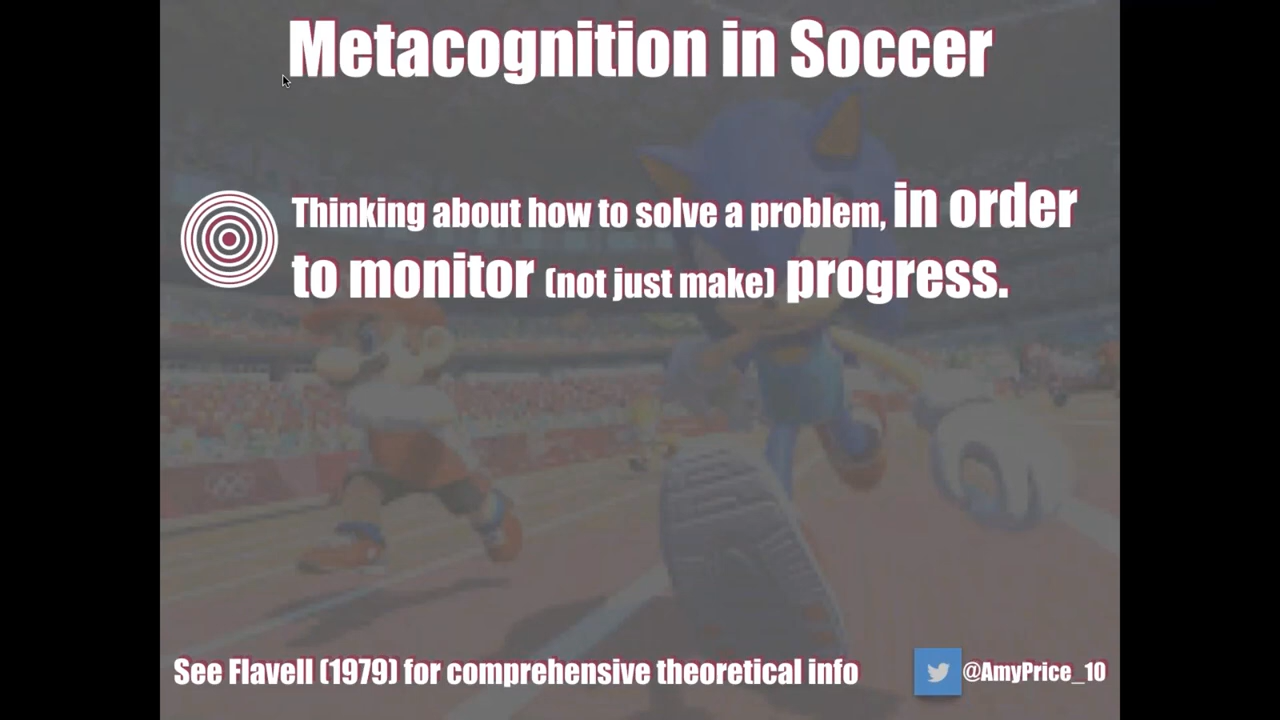 Metacognition in Soccer
Thinking about how to solve a problem, in order
to monitor (not just make) progress.
See Flavell (1979) for comprehensive theoretical info
@AmyPrice_10